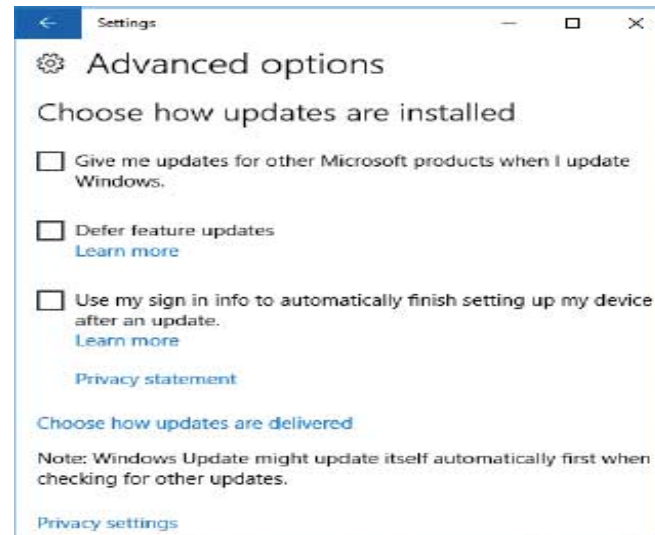 Settings
Advanced options
Choose how updates are installed
Give me updates for other Microsoft products when I update
Windows.
Defer feature updates
Learn more
Use my sign in info to automatically finish setting up my device
after an update.
Learn more
Privacy statement
Choose how updates are delivered
Note: Windows Update might update itself automatically first when
checking for other updates.
Privacy settings